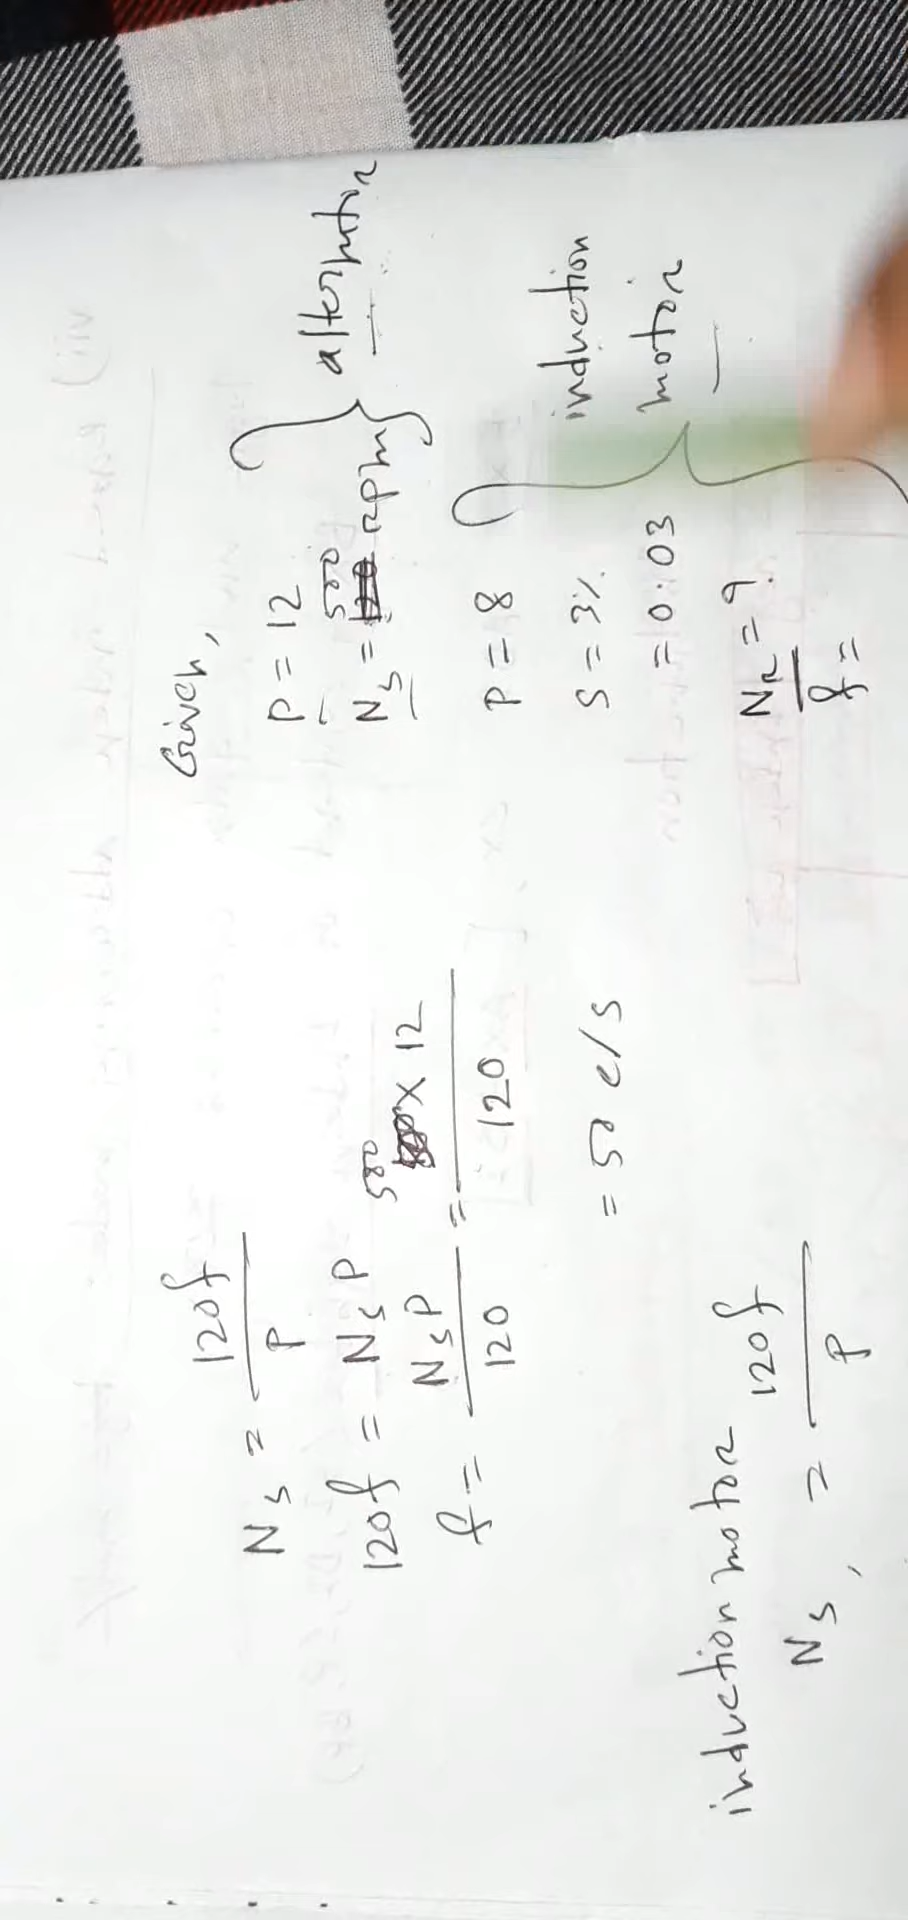 Given,
P = 12
NS = 500 rpm
alternator
P = 8
S = 3%
= 0.03
NR = ?
f =
induction
motor
NS = 120f / P
120f = NS P
f = NS P / 120 = 500 × 12 / 120
= 50 c/s
induction motor
NS, = 120f / P